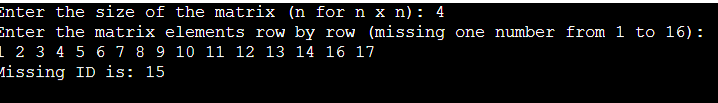 Enter the size of the matrix (n for n x n): 4
Enter the matrix elements row by row (missing one number from 1 to 16):
1 2 3 4 5 6 7 8 9 10 11 12 13 14 16 17
Missing ID is: 15